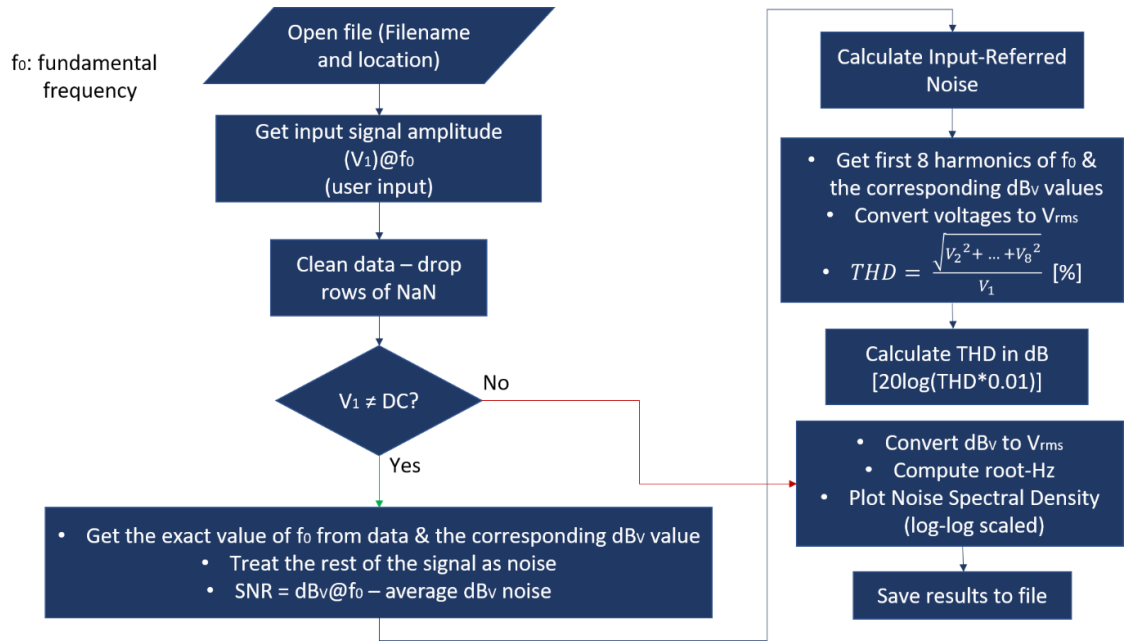 f₀: fundamental
frequency
Open file (Filename
and location)
Get input signal amplitude
(V₁)@f₀
(user input)
Clean data – drop
rows of NaN
V₁ ≠ DC?
No
Yes
• Get the exact value of f₀ from data & the corresponding dBᵥ value
• Treat the rest of the signal as noise
• SNR = dBᵥ@f₀ – average dBᵥ noise
Calculate Input-Referred
Noise
• Get first 8 harmonics of f₀ &
the corresponding dBᵥ values
• Convert voltages to Vrms
• THD = √(V₂² + … + V₈²) / V₁ [%]
Calculate THD in dB
[20log(THD*0.01)]
• Convert dBᵥ to Vrms
• Compute root-Hz
• Plot Noise Spectral Density
(log-log scaled)
Save results to file